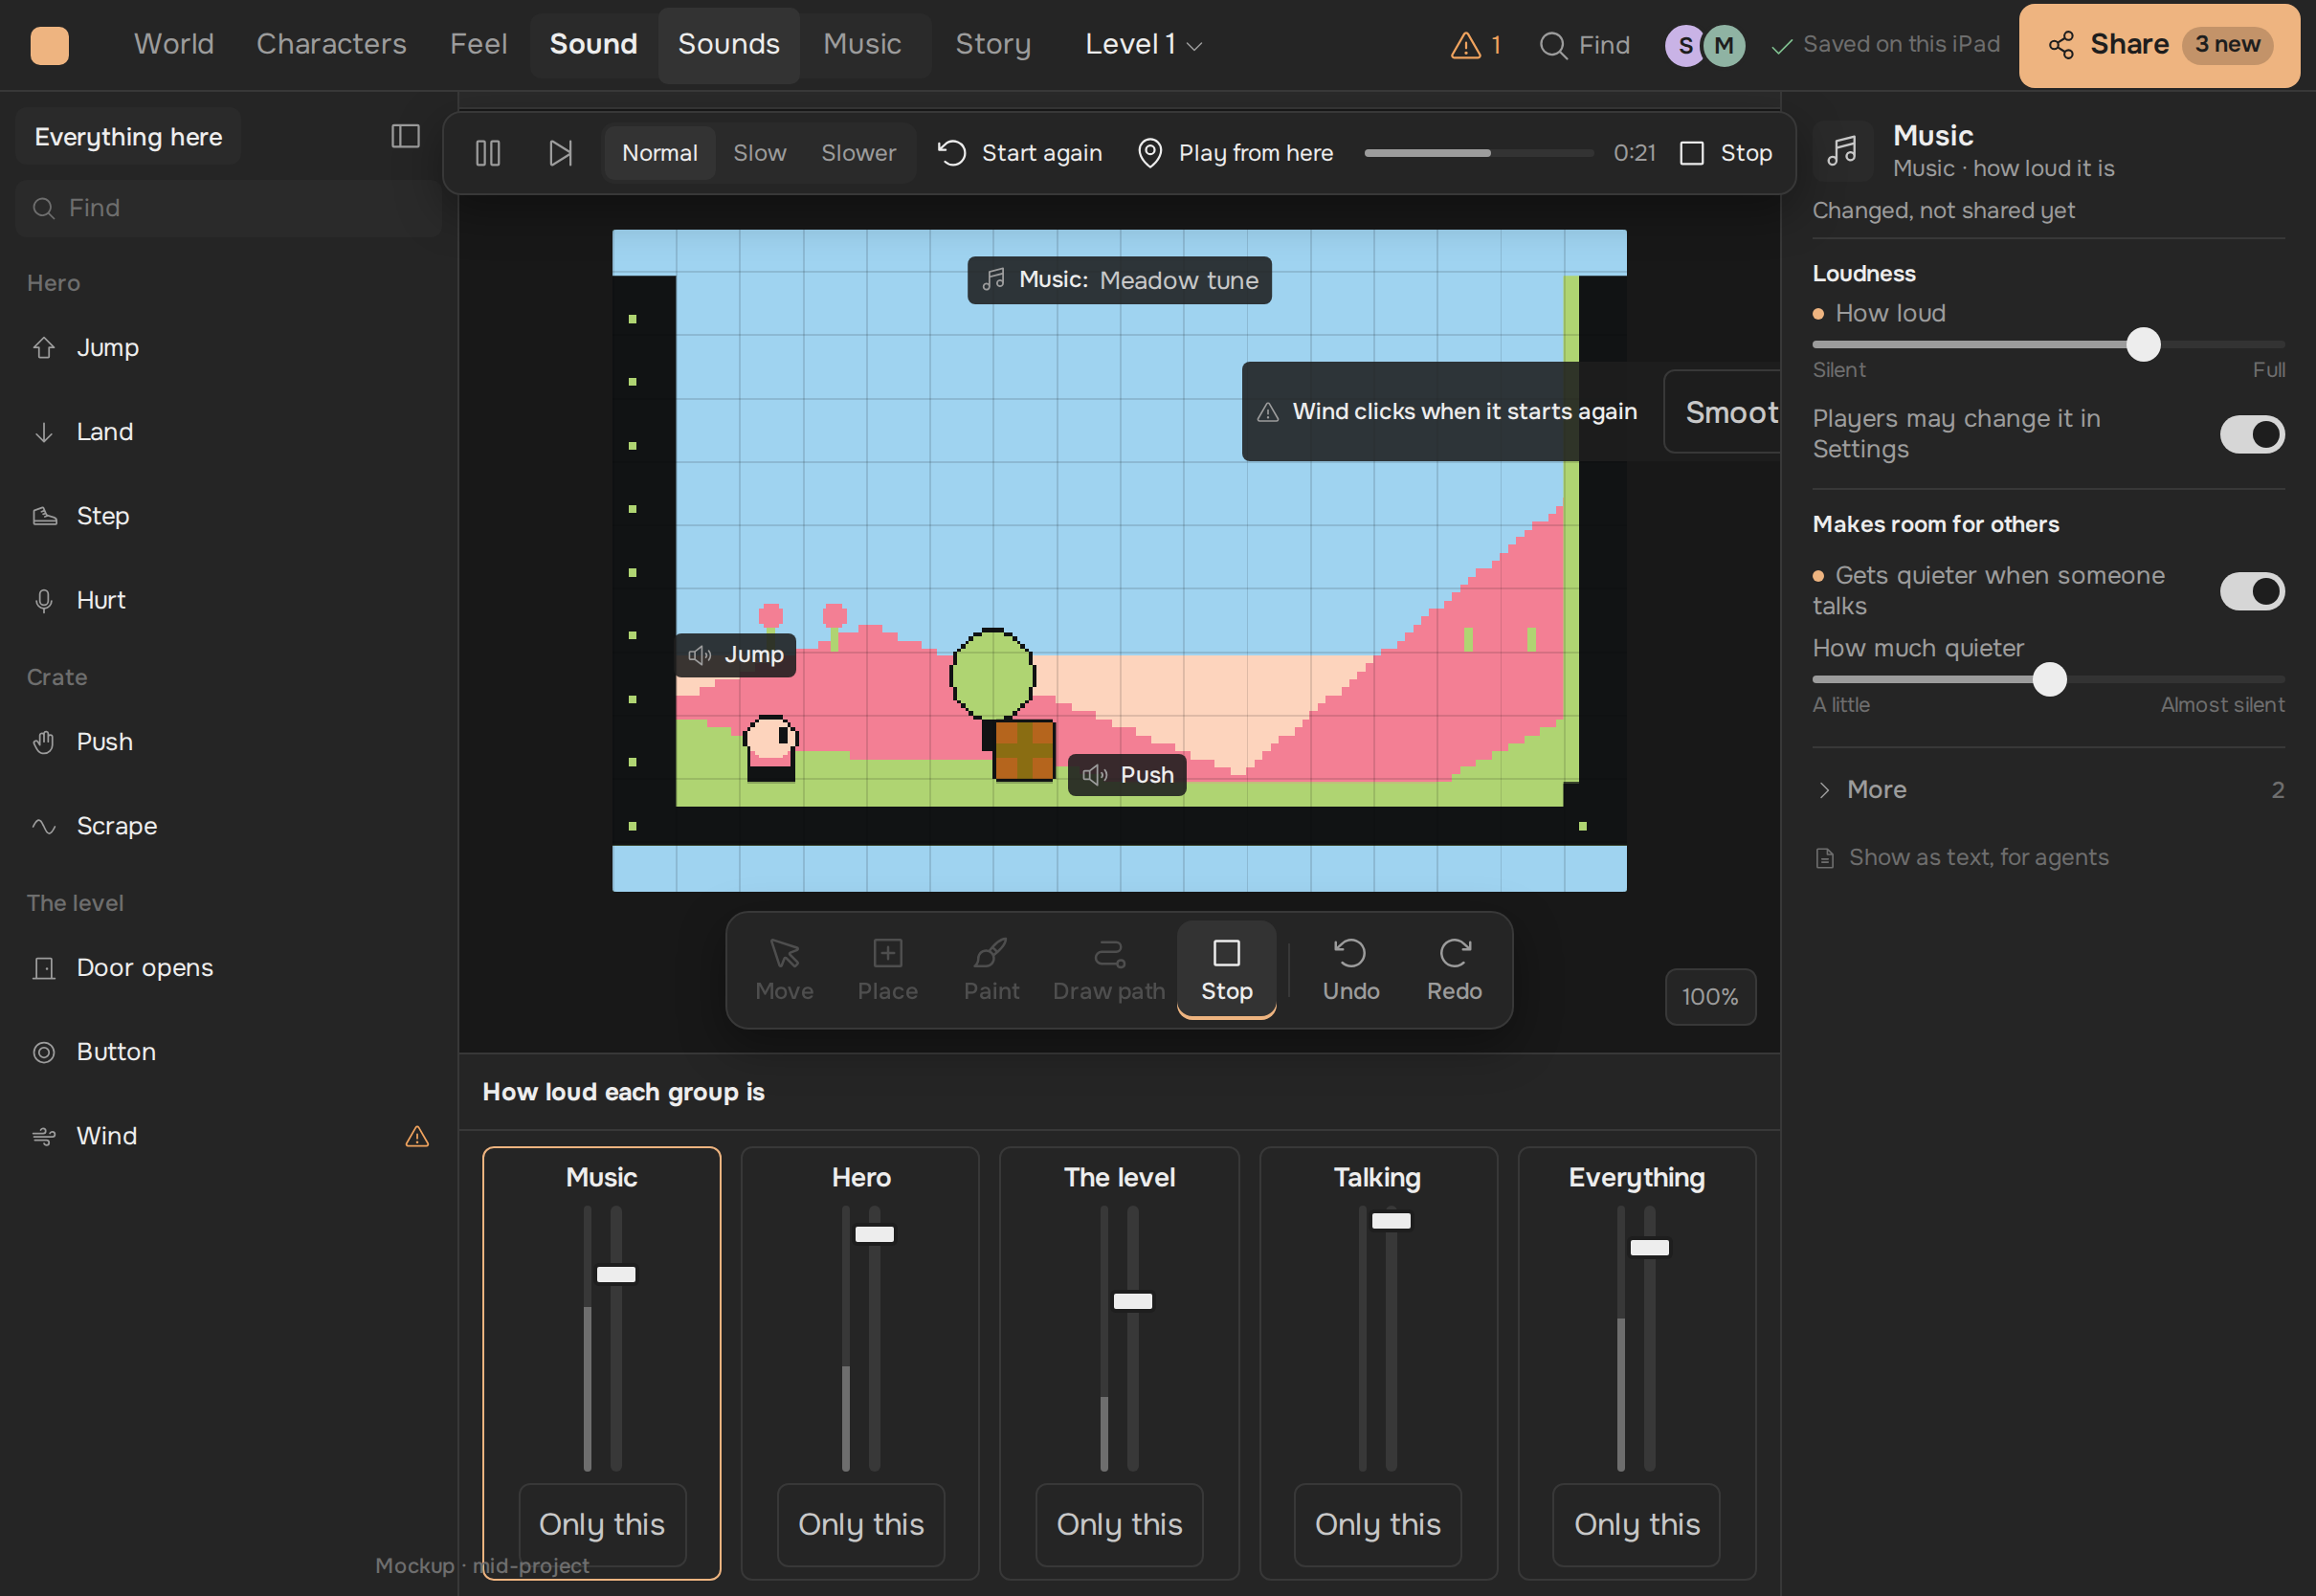 World Characters Feel Sound Sounds Music Story Level 1 1 Find S M Saved on this iPad Share 3 new
Everything here
Find
Hero
Jump
Land
Step
Hurt
Crate
Push
Scrape
The level
Door opens
Button
Wind
Normal Slow Slower Start again Play from here 0:21 Stop
Music: Meadow tune
Wind clicks when it starts again Smoot
Jump
Push
Move Place Paint Draw path Stop Undo Redo
100%
How loud each group is
Music Hero The level Talking Everything
Only this Only this Only this Only this Only this
Mockup · mid-project
Music
Music · how loud it is
Changed, not shared yet
Loudness
How loud
Silent Full
Players may change it in
Settings
Makes room for others
Gets quieter when someone
talks
How much quieter
A little Almost silent
More 2
Show as text, for agents